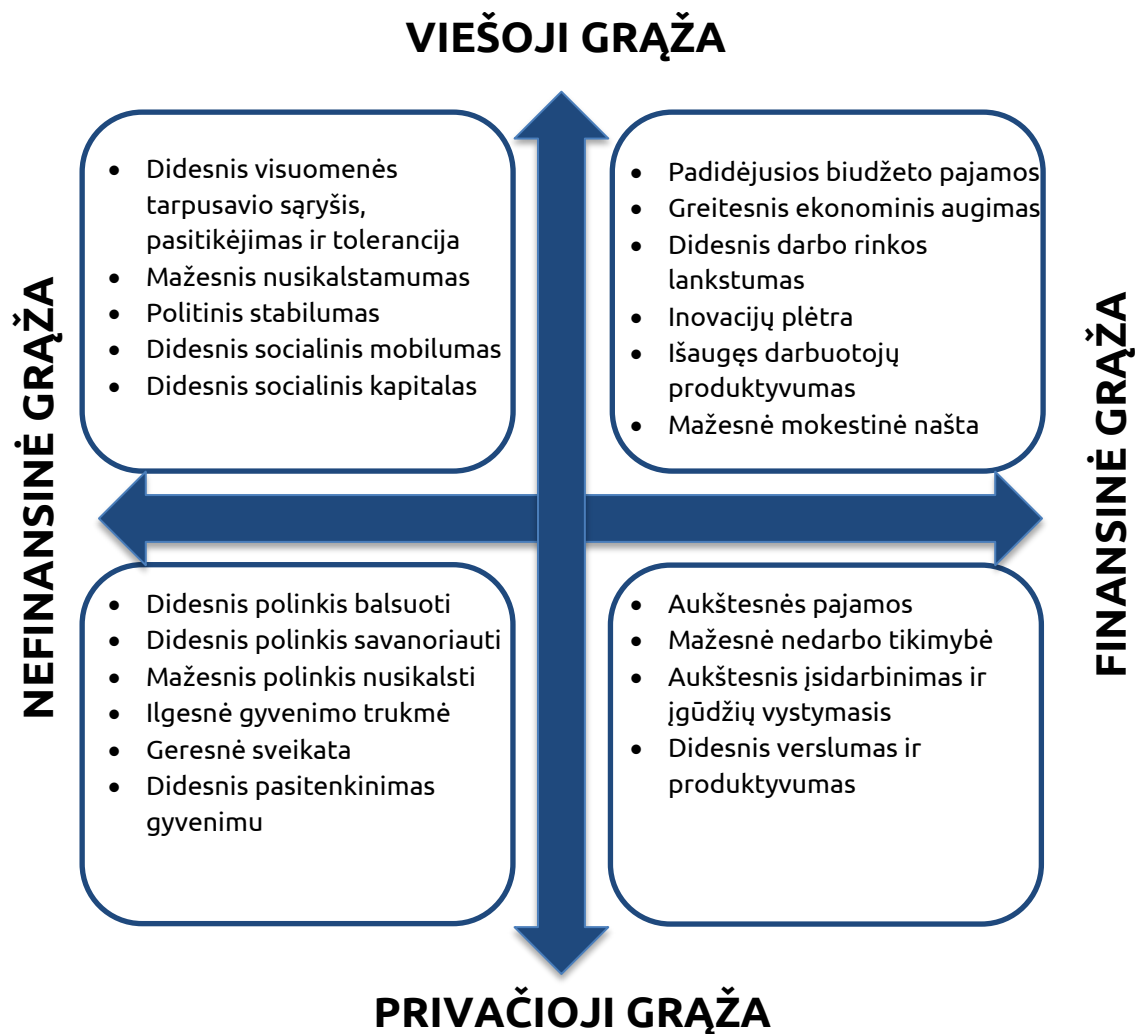 VIEŠOJI GRĄŽA
• Didesnis visuomenės
tarpusavio sąryšis,
pasitikėjimas ir tolerancija
• Mažesnis nusikalstamumas
• Politinis stabilumas
• Didesnis socialinis mobilumas
• Didesnis socialinis kapitalas
• Padidėjusios biudžeto pajamos
• Greitesnis ekonominis augimas
• Didesnis darbo rinkos
lankstumas
• Inovacijų plėtra
• Išaugęs darbuotojų
produktyvumas
• Mažesnė mokestinė našta
NEFINANSINĖ GRĄŽA
FINANSINĖ GRĄŽA
• Didesnis polinkis balsuoti
• Didesnis polinkis savanoriauti
• Mažesnis polinkis nusikalsti
• Ilgesnė gyvenimo trukmė
• Geresnė sveikata
• Didesnis pasitenkinimas
gyvenimu
• Aukštesnės pajamos
• Mažesnė nedarbo tikimybė
• Aukštesnis įsidarbinimas ir
įgūdžių vystymasis
• Didesnis verslumas ir
produktyvumas
PRIVAČIOJI GRĄŽA